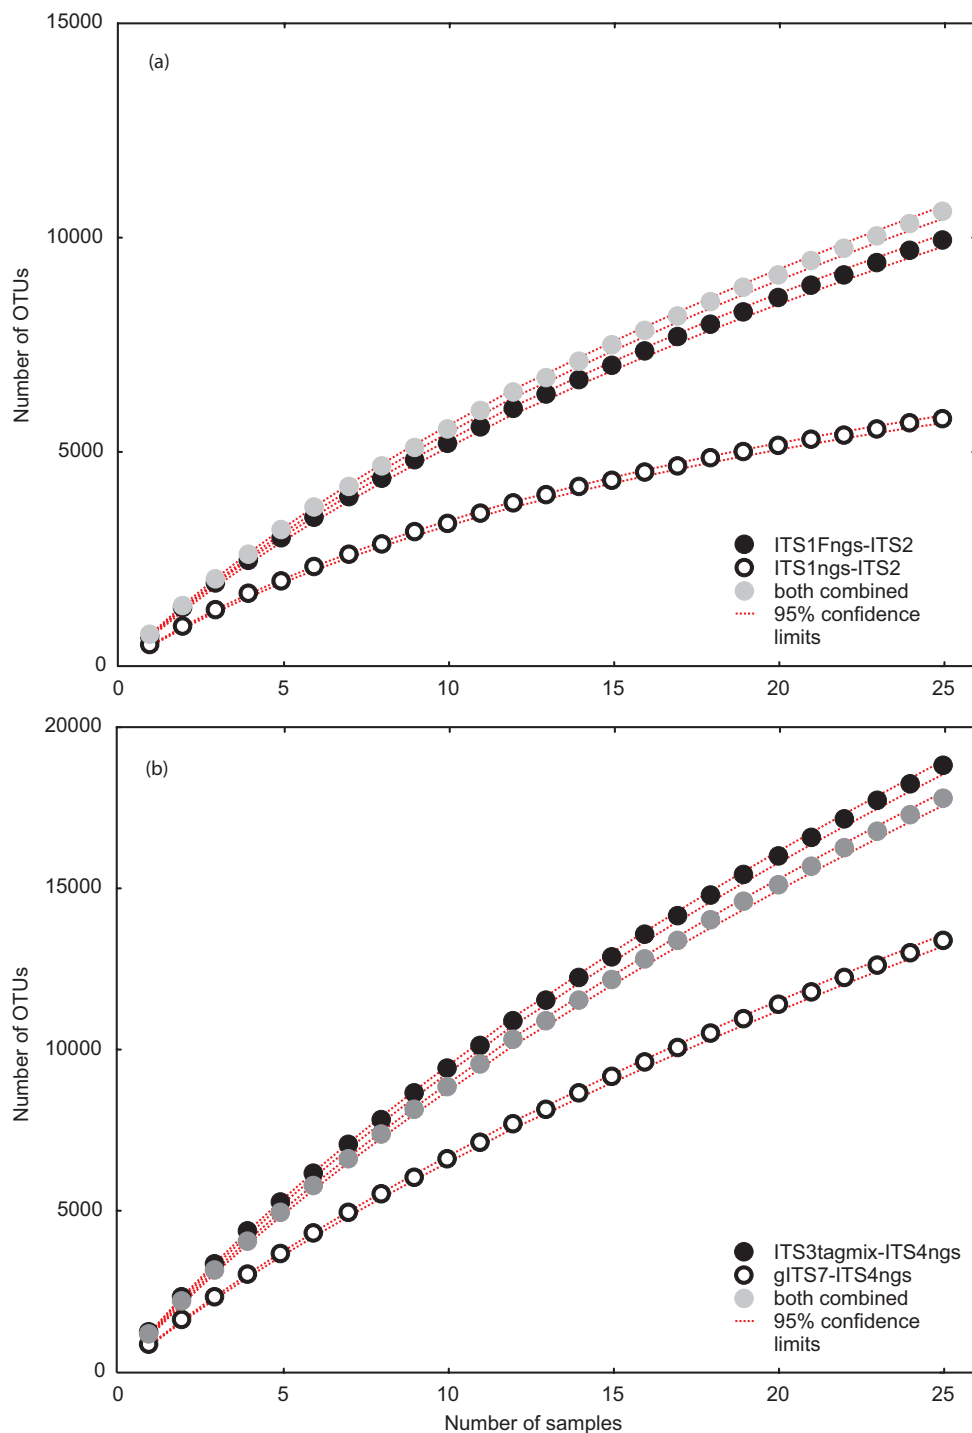 15000
(a)
10000
Number of OTUs
5000
ITS1Fngs-ITS2
ITS1ngs-ITS2
both combined
95% confidence
limits
0
0 5 10 15 20 25
20000
(b)
15000
Number of OTUs
10000
5000
ITS3tagmix-ITS4ngs
gITS7-ITS4ngs
both combined
95% confidence
limits
0
0 5 10 15 20 25
Number of samples